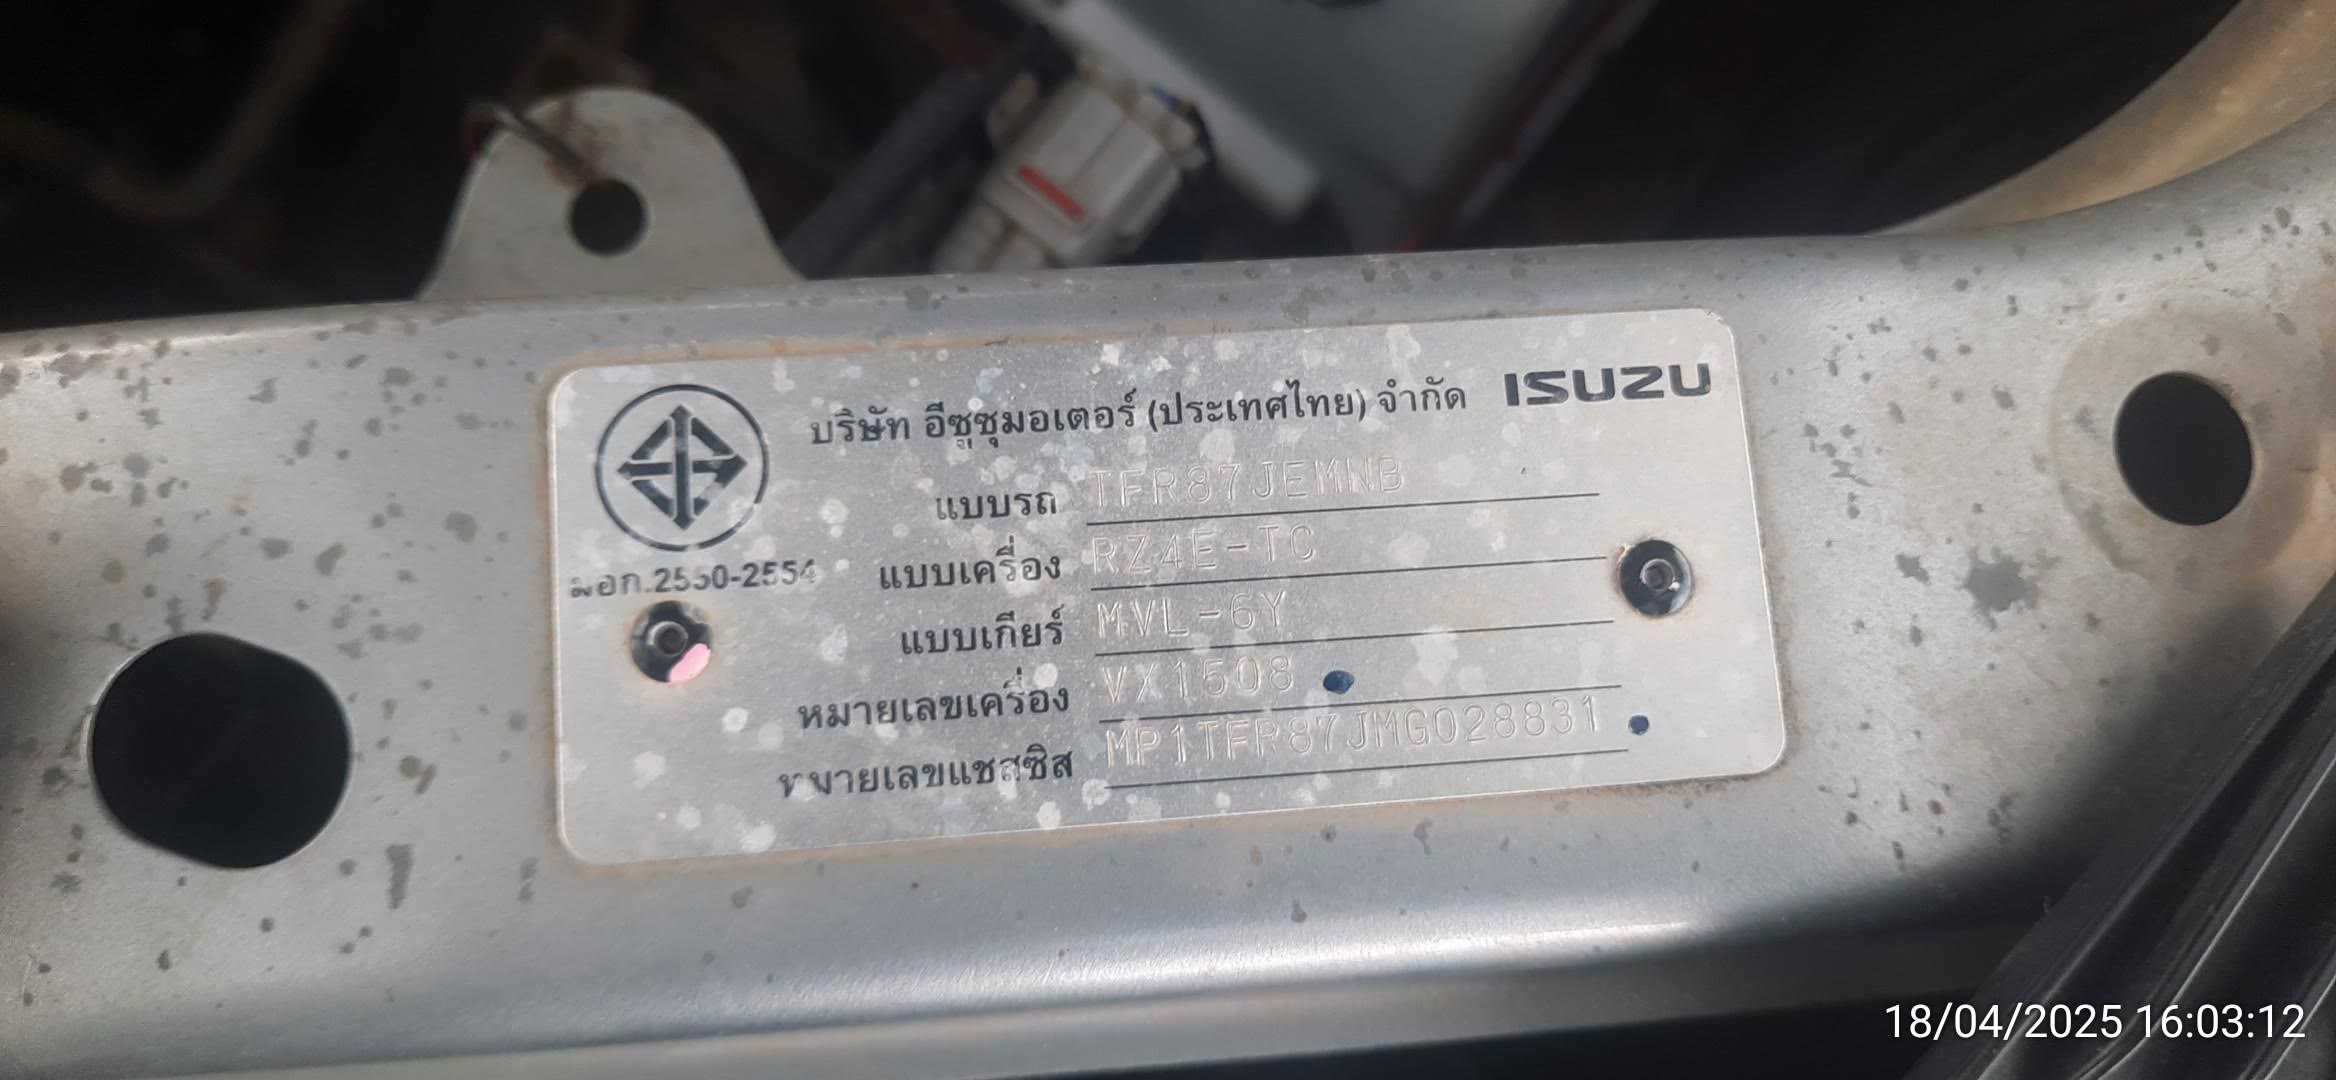 บริษัท อีซูซุมอเตอร์ (ประเทศไทย) จำกัด ISUZU
แบบรถ TFR87JEMNB
มอก.2550-2554
แบบเครื่อง RZ4E-TC
แบบเกียร์ MVL-6Y
หมายเลขเครื่อง VX1508
หมายเลขแชสซิส MP1TFR87JMG028831
18/04/2025 16:03:12